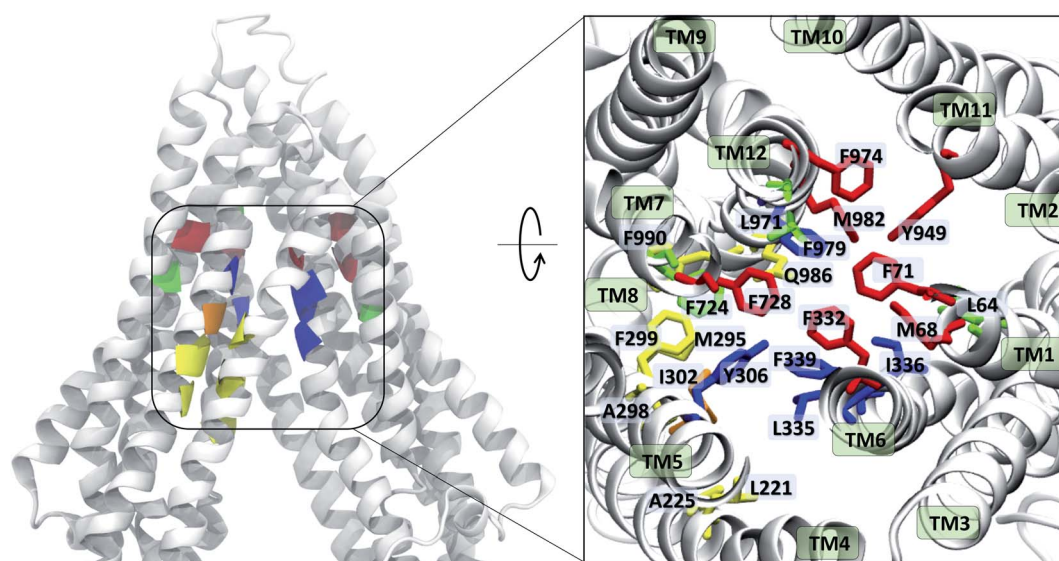 TM9
TM10
TM11
TM12
F974
TM2
TM7
L971
M982
F990
F979
Y949
Q986
F71
TM8
F724
F728
L64
F332
M68
F299
M295
TM1
I302
Y306
F339
I336
A298
L335
TM6
TM5
A225
L221
TM3
TM4